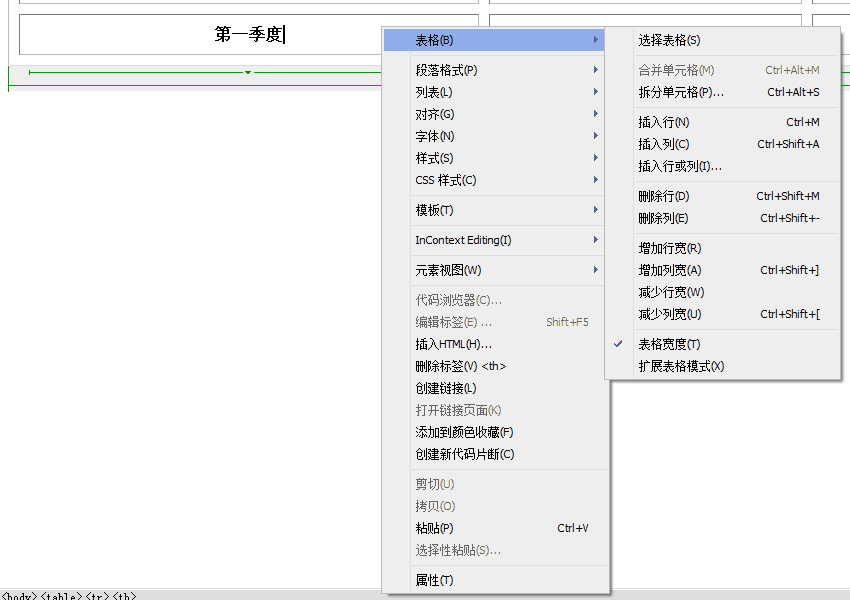 第一季度
表格(B)
段落格式(P)
列表(L)
对齐(G)
字体(N)
样式(S)
CSS 样式(C)
模板(T)
InContext Editing(I)
元素视图(W)
代码浏览器(C)...
编辑标签(E) ... Shift+F5
插入HTML(H)...
删除标签(V) <th>
创建链接(L)
打开链接页面(K)
添加到颜色收藏(F)
创建新代码片断(C)
剪切(U)
拷贝(O)
粘贴(P) Ctrl+V
选择性粘贴(S)...
属性(T)
选择表格(S)
合并单元格(M) Ctrl+Alt+M
拆分单元格(P)... Ctrl+Alt+S
插入行(N) Ctrl+M
插入列(C) Ctrl+Shift+A
插入行或列(I)...
删除行(D) Ctrl+Shift+M
删除列(E) Ctrl+Shift+-
增加行宽(R)
增加列宽(A) Ctrl+Shift+]
减少行宽(W)
减少列宽(U) Ctrl+Shift+[
表格宽度(T)
扩展表格模式(X)
<body> <table> <tr> <th>